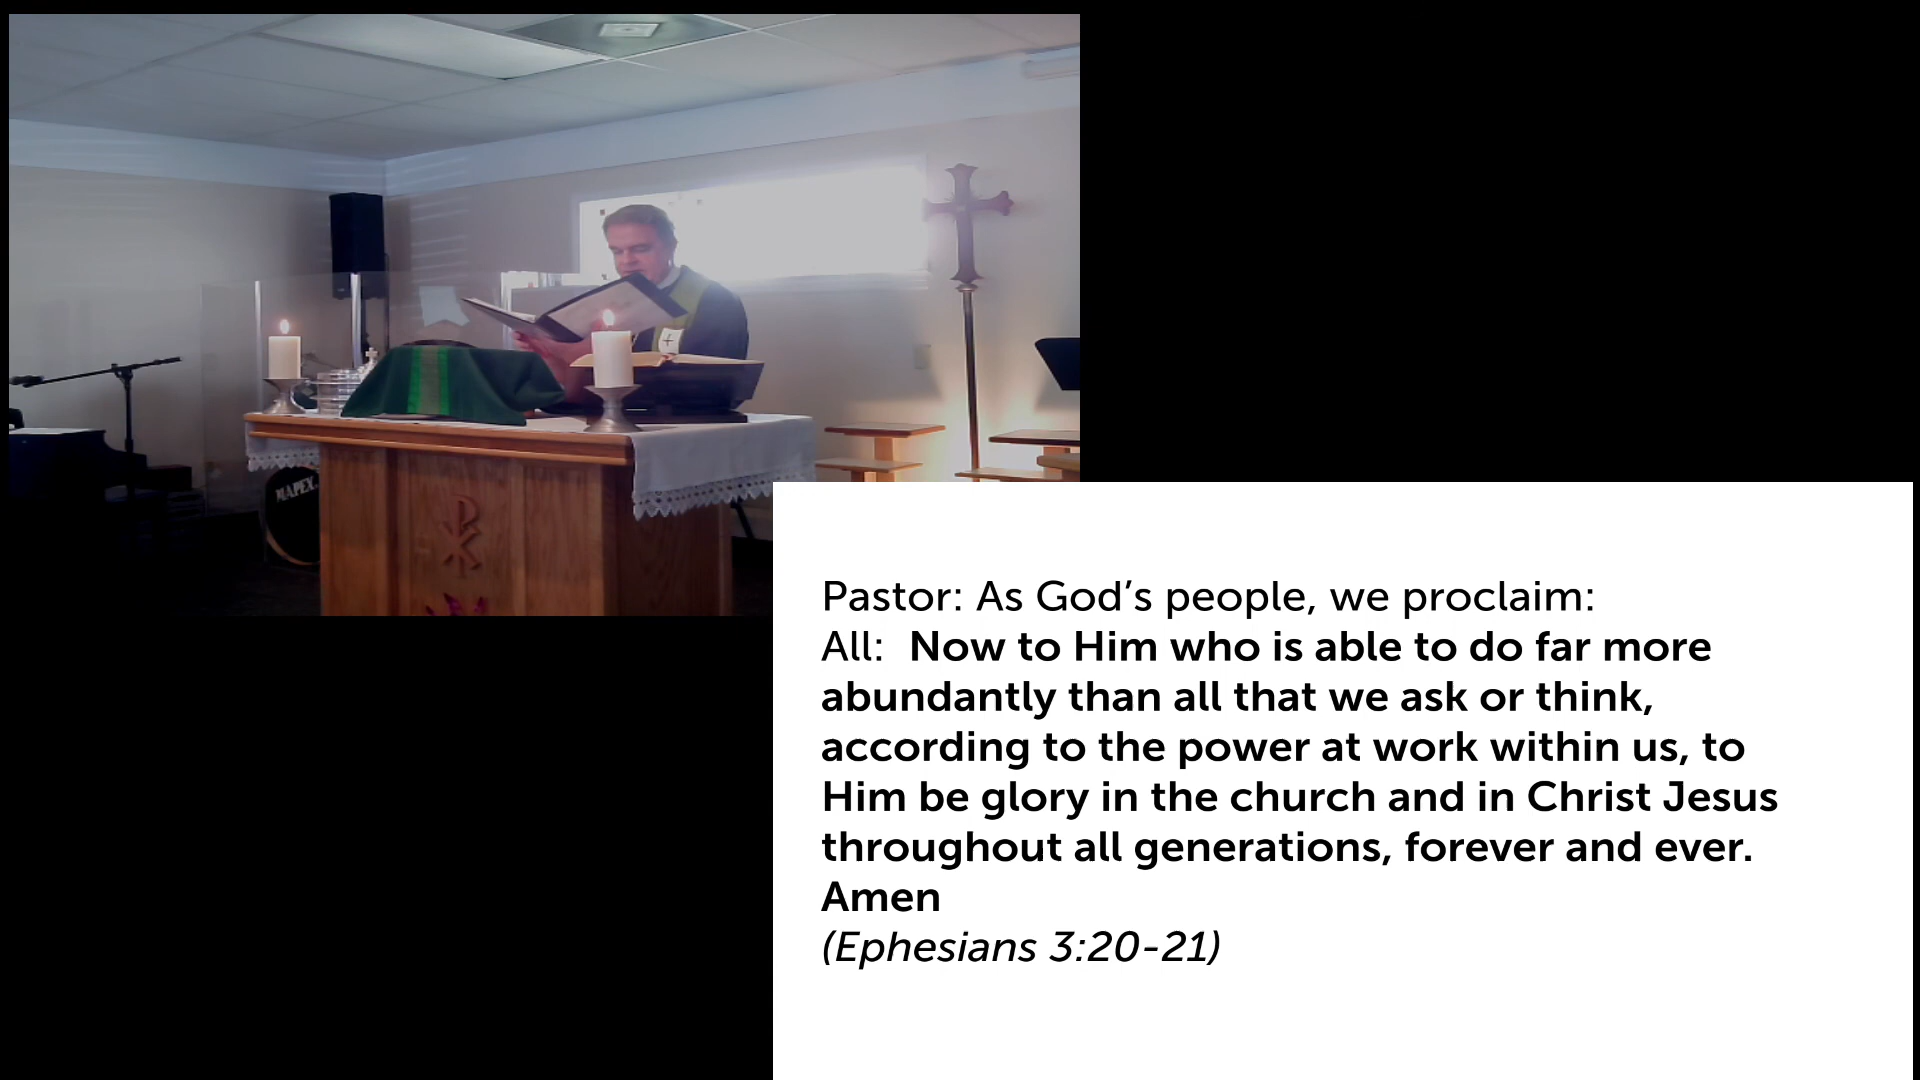 MAPEX
Pastor: As God’s people, we proclaim:
All:  Now to Him who is able to do far more
abundantly than all that we ask or think,
according to the power at work within us, to
Him be glory in the church and in Christ Jesus
throughout all generations, forever and ever.
Amen
(Ephesians 3:20-21)